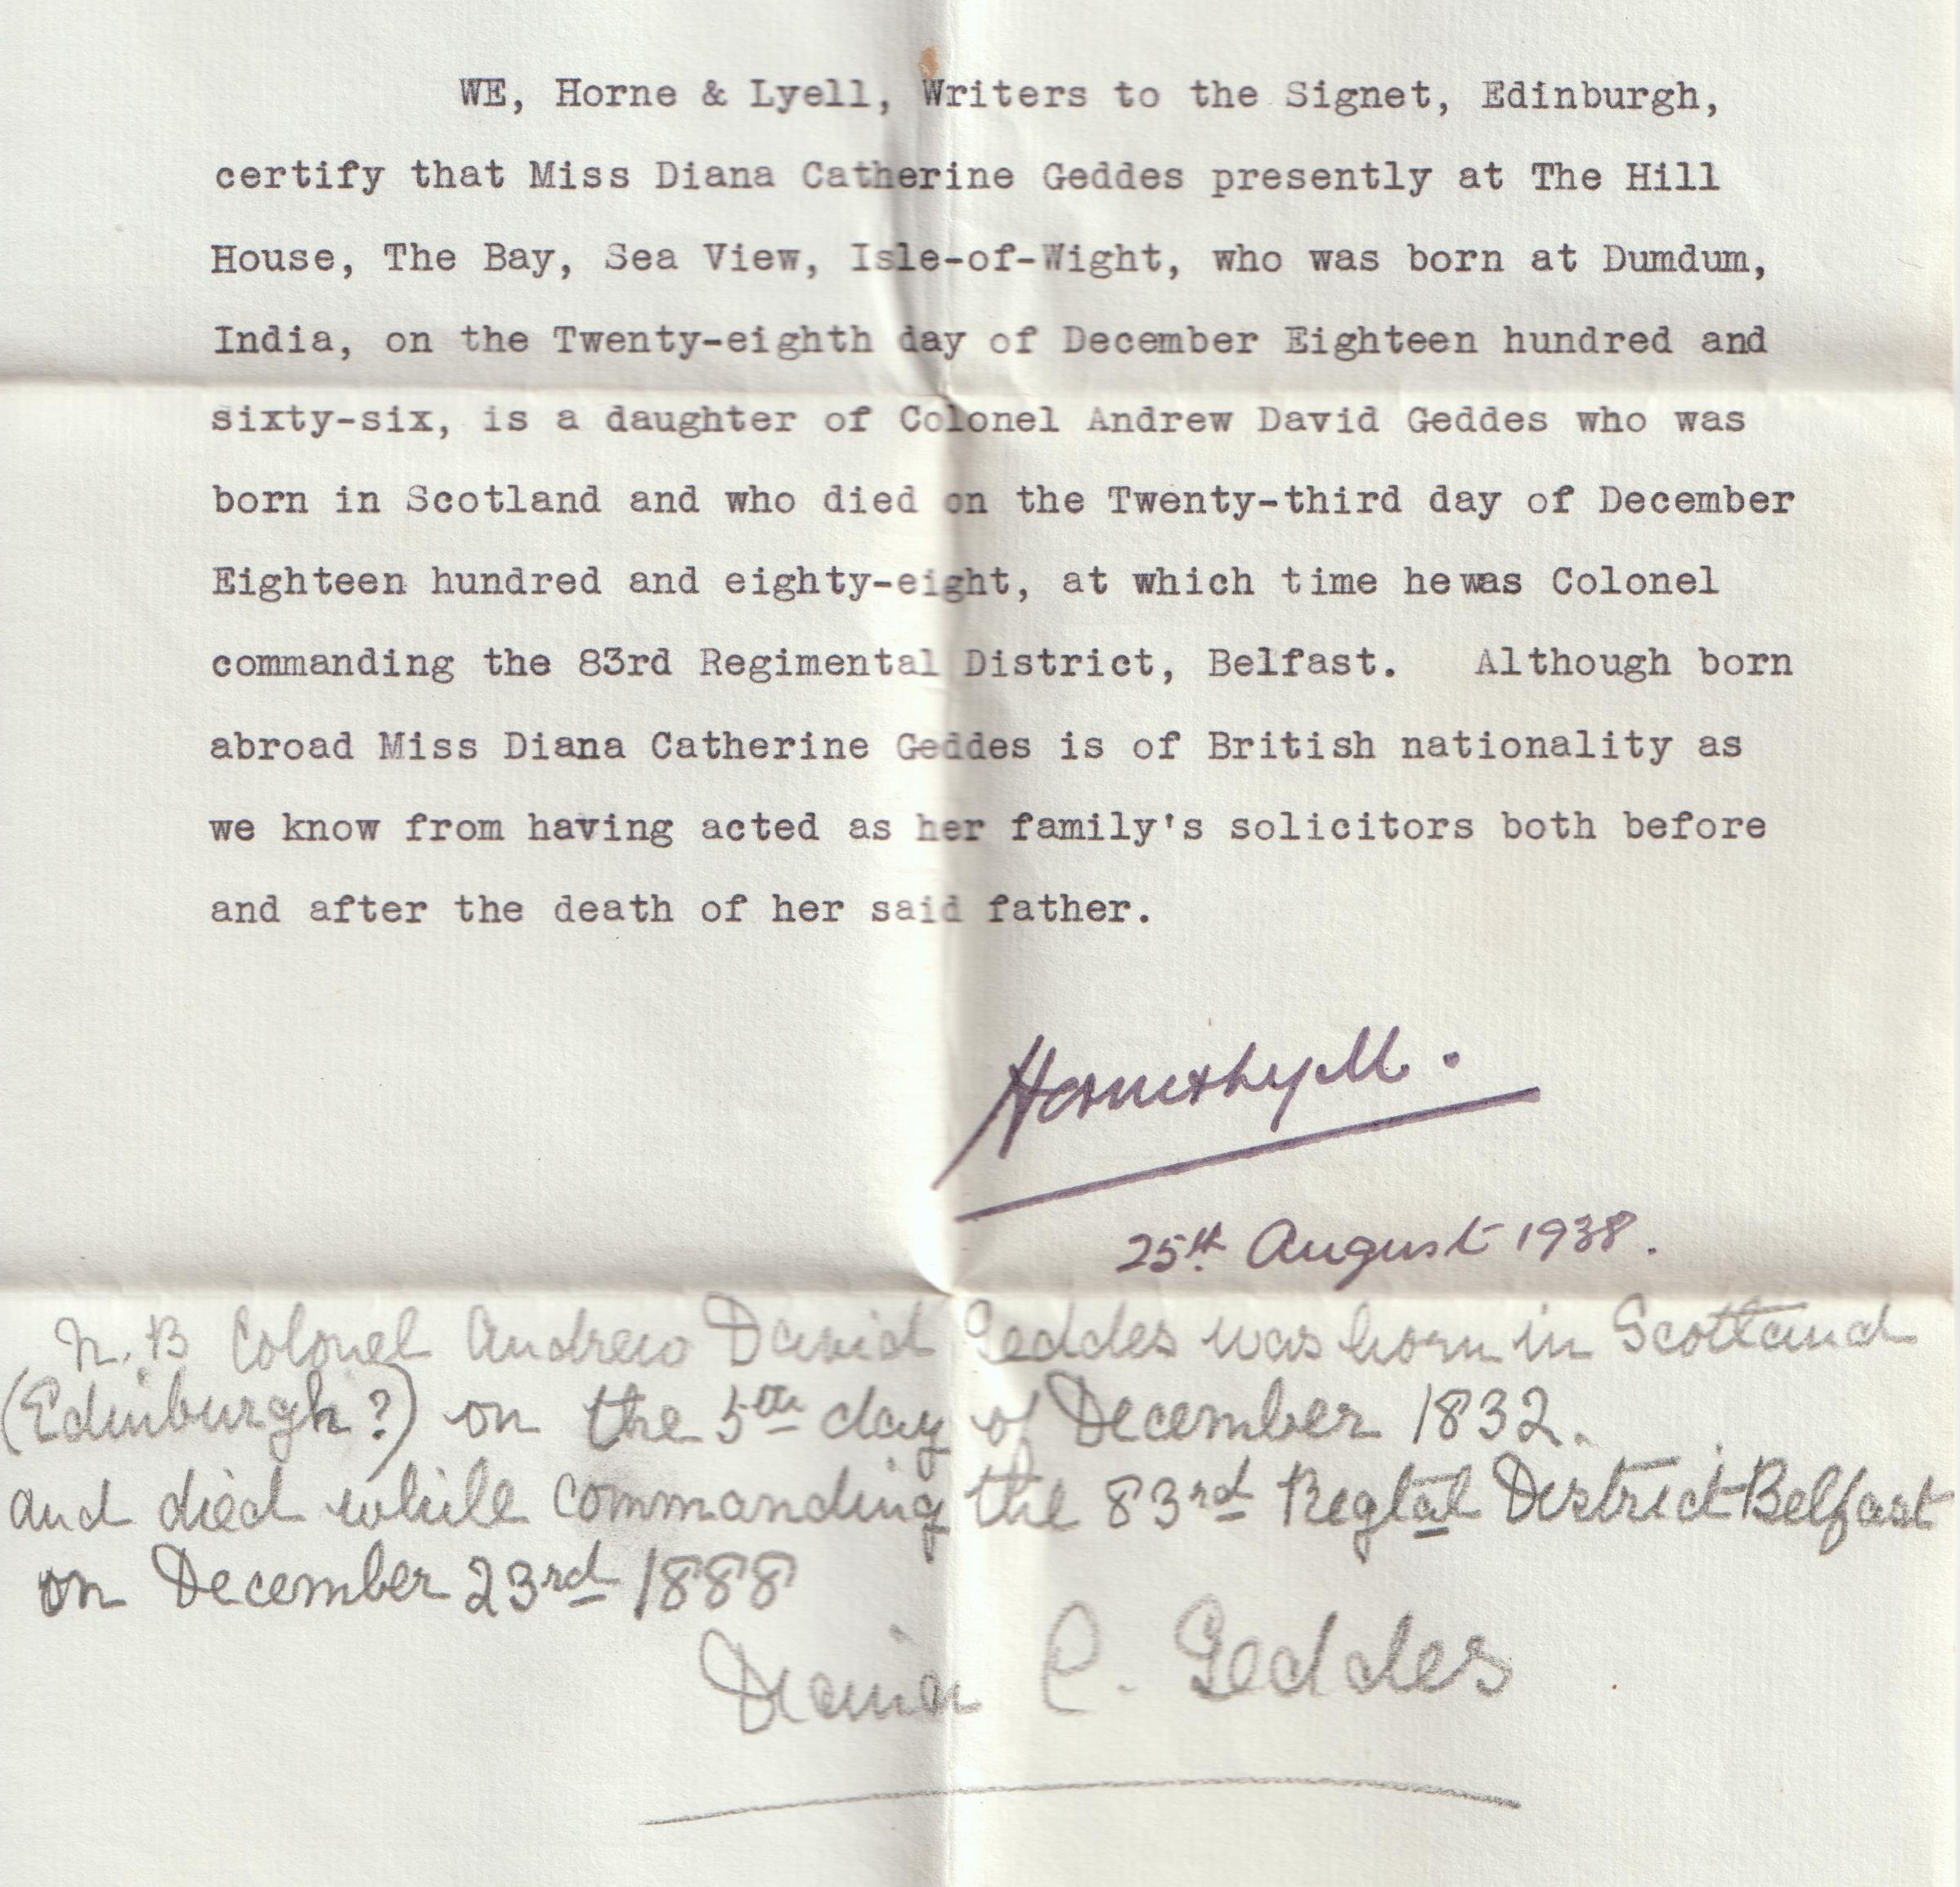 WE, Horne & Lyell, Writers to the Signet, Edinburgh,
certify that Miss Diana Catherine Geddes presently at The Hill
House, The Bay, Sea View, Isle-of-Wight, who was born at Dumdum,
India, on the Twenty-eighth day of December Eighteen hundred and
sixty-six, is a daughter of Colonel Andrew David Geddes who was
born in Scotland and who died on the Twenty-third day of December
Eighteen hundred and eighty-eight, at which time he was Colonel
commanding the 83rd Regimental District, Belfast. Although born
abroad Miss Diana Catherine Geddes is of British nationality as
we know from having acted as her family's solicitors both before
and after the death of her said father.
Horne & Lyell.
25th August 1938.
N.B Colonel Andrew David Geddes was born in Scotland
(Edinburgh?) on the 5th day of December 1832.
and died while commanding the 83rd Regtal District Belfast
on December 23rd 1888
Diana C. Geddes